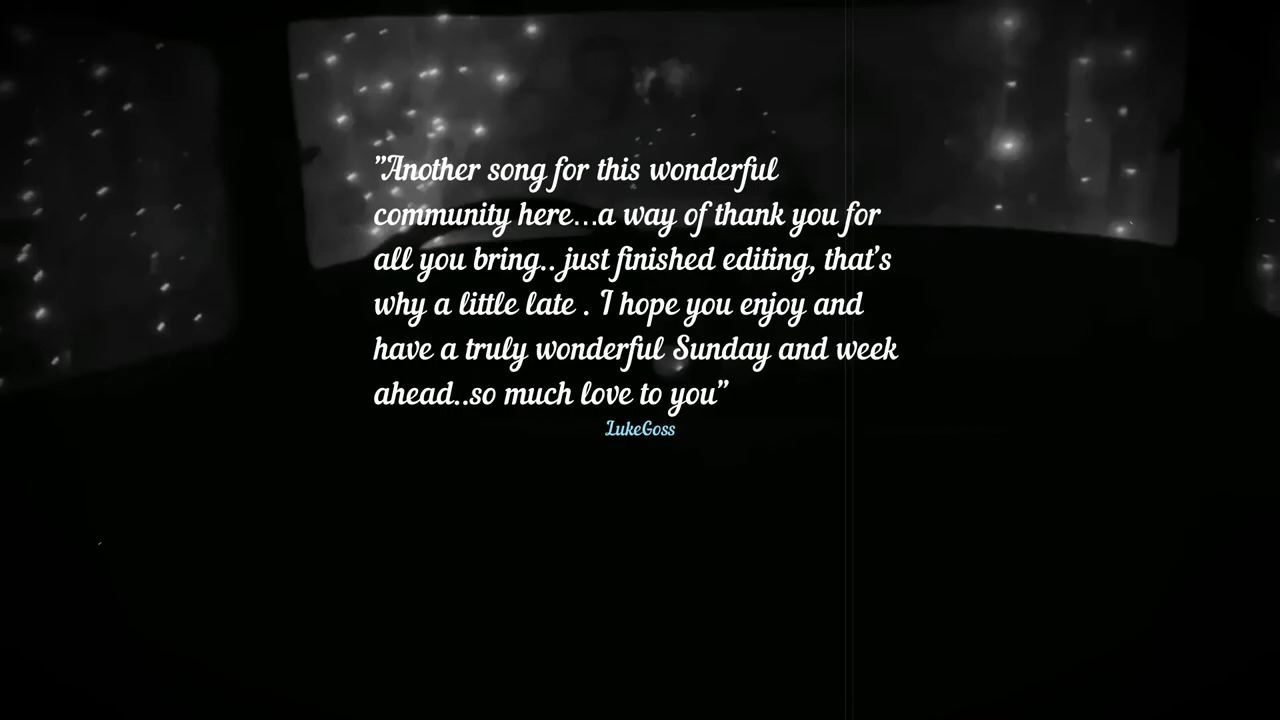 "Another song for this wonderful
community here...a way of thank you for
all you bring.. just finished editing, that's
why a little late . I hope you enjoy and
have a truly wonderful Sunday and week
ahead..so much love to you"
LukeGoss